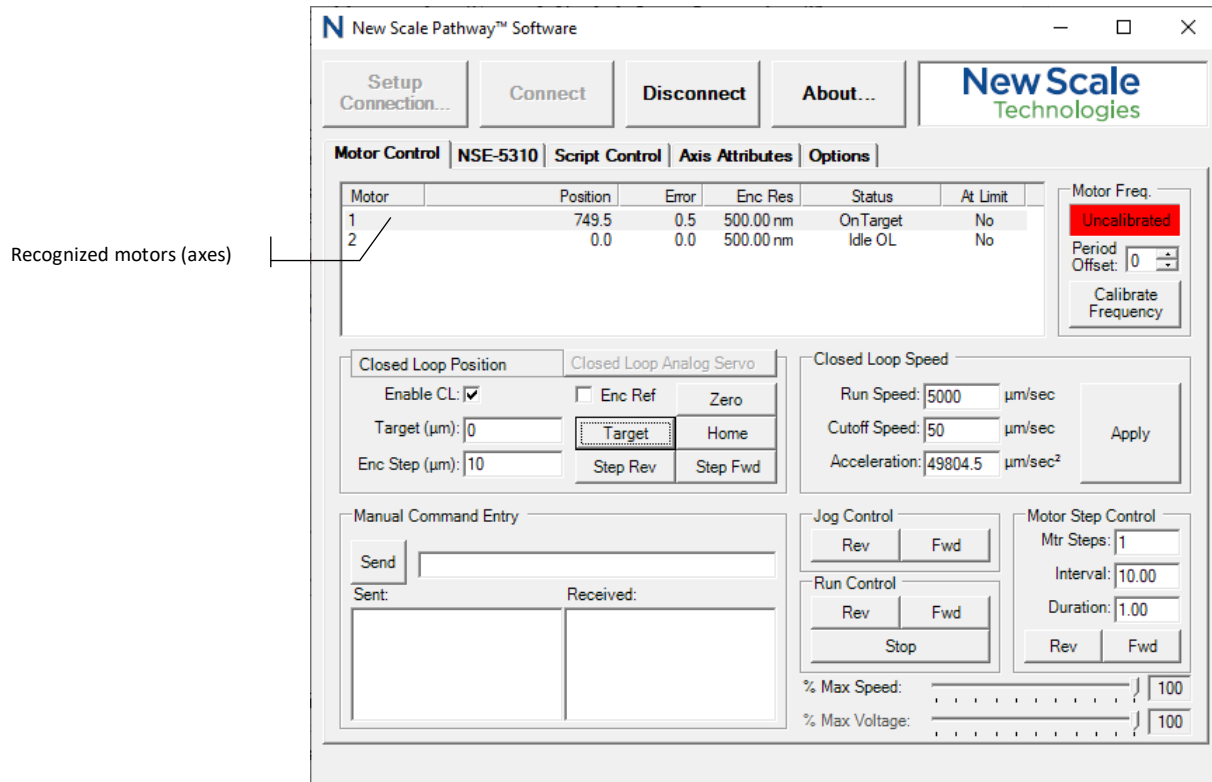 New Scale Pathway™ Software
Setup Connection...
Connect
Disconnect
About...
New Scale
Technologies
Motor Control NSE-5310 Script Control Axis Attributes Options
Motor Position Error Enc Res Status At Limit
1 749.5 0.5 500.00 nm On Target No
2 0.0 0.0 500.00 nm Idle OL No
Recognized motors (axes)
Motor Freq.
Uncalibrated
Period
Offset: 0
Calibrate
Frequency
Closed Loop Position Closed Loop Analog Servo
Enable CL: Enc Ref Zero
Target (µm): 0 Target Home
Enc Step (µm): 10 Step Rev Step Fwd
Closed Loop Speed
Run Speed: 5000 µm/sec
Cutoff Speed: 50 µm/sec
Acceleration: 49804.5 µm/sec²
Apply
Manual Command Entry
Send
Sent: Received:
Jog Control
Rev Fwd
Run Control
Rev Fwd
Stop
Motor Step Control
Mtr Steps: 1
Interval: 10.00
Duration: 1.00
Rev Fwd
% Max Speed: 100
% Max Voltage: 100